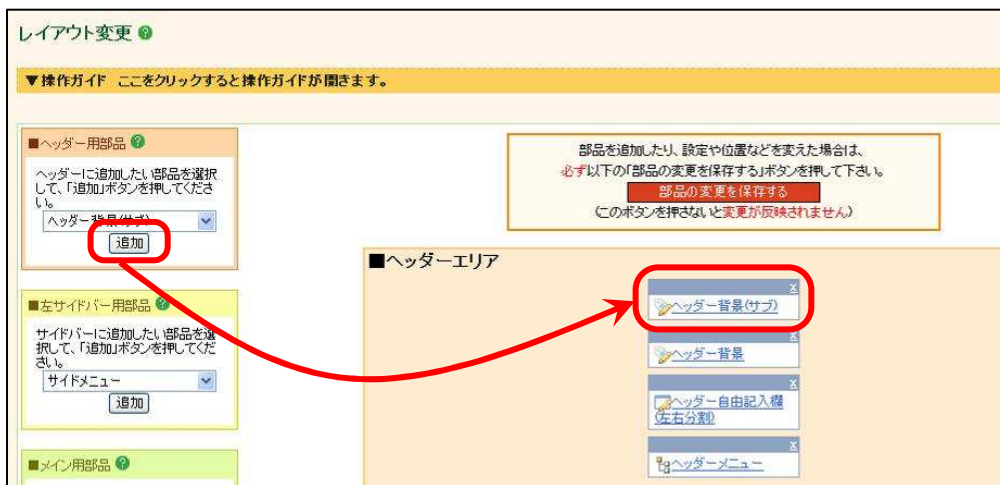 レイアウト変更
▼操作ガイド ここをクリックすると操作ガイドが開きます。
■ヘッダー用部品
ヘッダーに追加したい部品を選択
して、「追加」ボタンを押してくださ
い。
ヘッダー背景(サブ)
追加
■左サイドバー用部品
サイドバーに追加したい部品を選
択して、「追加」ボタンを押してくだ
さい。
サイドメニュー
追加
■メイン用部品
部品を追加したり、設定や位置などを変えた場合は、
必ず以下の「部品の変更を保存する」ボタンを押して下さい。
部品の変更を保存する
(このボタンを押さないと変更が反映されません)
■ヘッダーエリア
x
ヘッダー背景(サブ)
x
ヘッダー背景
x
ヘッダー自由記入欄
(左右分割)
x
ヘッダーメニュー